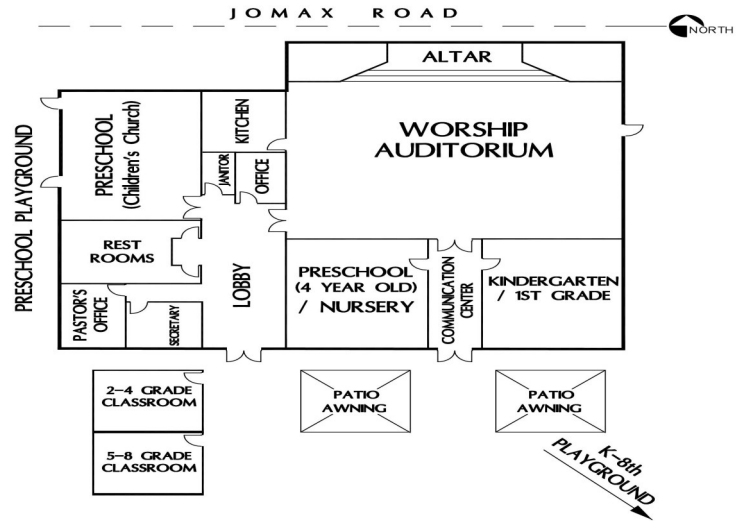 JOMAX ROAD
NORTH
ALTAR
WORSHIP
AUDITORIUM
KITCHEN
PRESCHOOL
(Children's Church)
PRESCHOOL PLAYGROUND
JANITOR
OFFICE
REST
ROOMS
LOBBY
PRESCHOOL
(4 YEAR OLD)
/ NURSERY
COMMUNICATION
CENTER
KINDERGARTEN
/ 1ST GRADE
PASTOR'S
OFFICE
SECRETARY
2-4 GRADE
CLASSROOM
PATIO
AWNING
PATIO
AWNING
5-8 GRADE
CLASSROOM
K-8th
PLAYGROUND